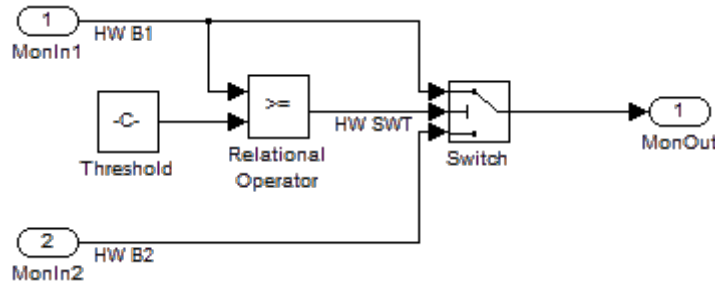 1
MonIn1
HW B1
-C-
Threshold
>=
Relational
Operator
HW SWT
Switch
1
MonOut
2
MonIn2
HW B2